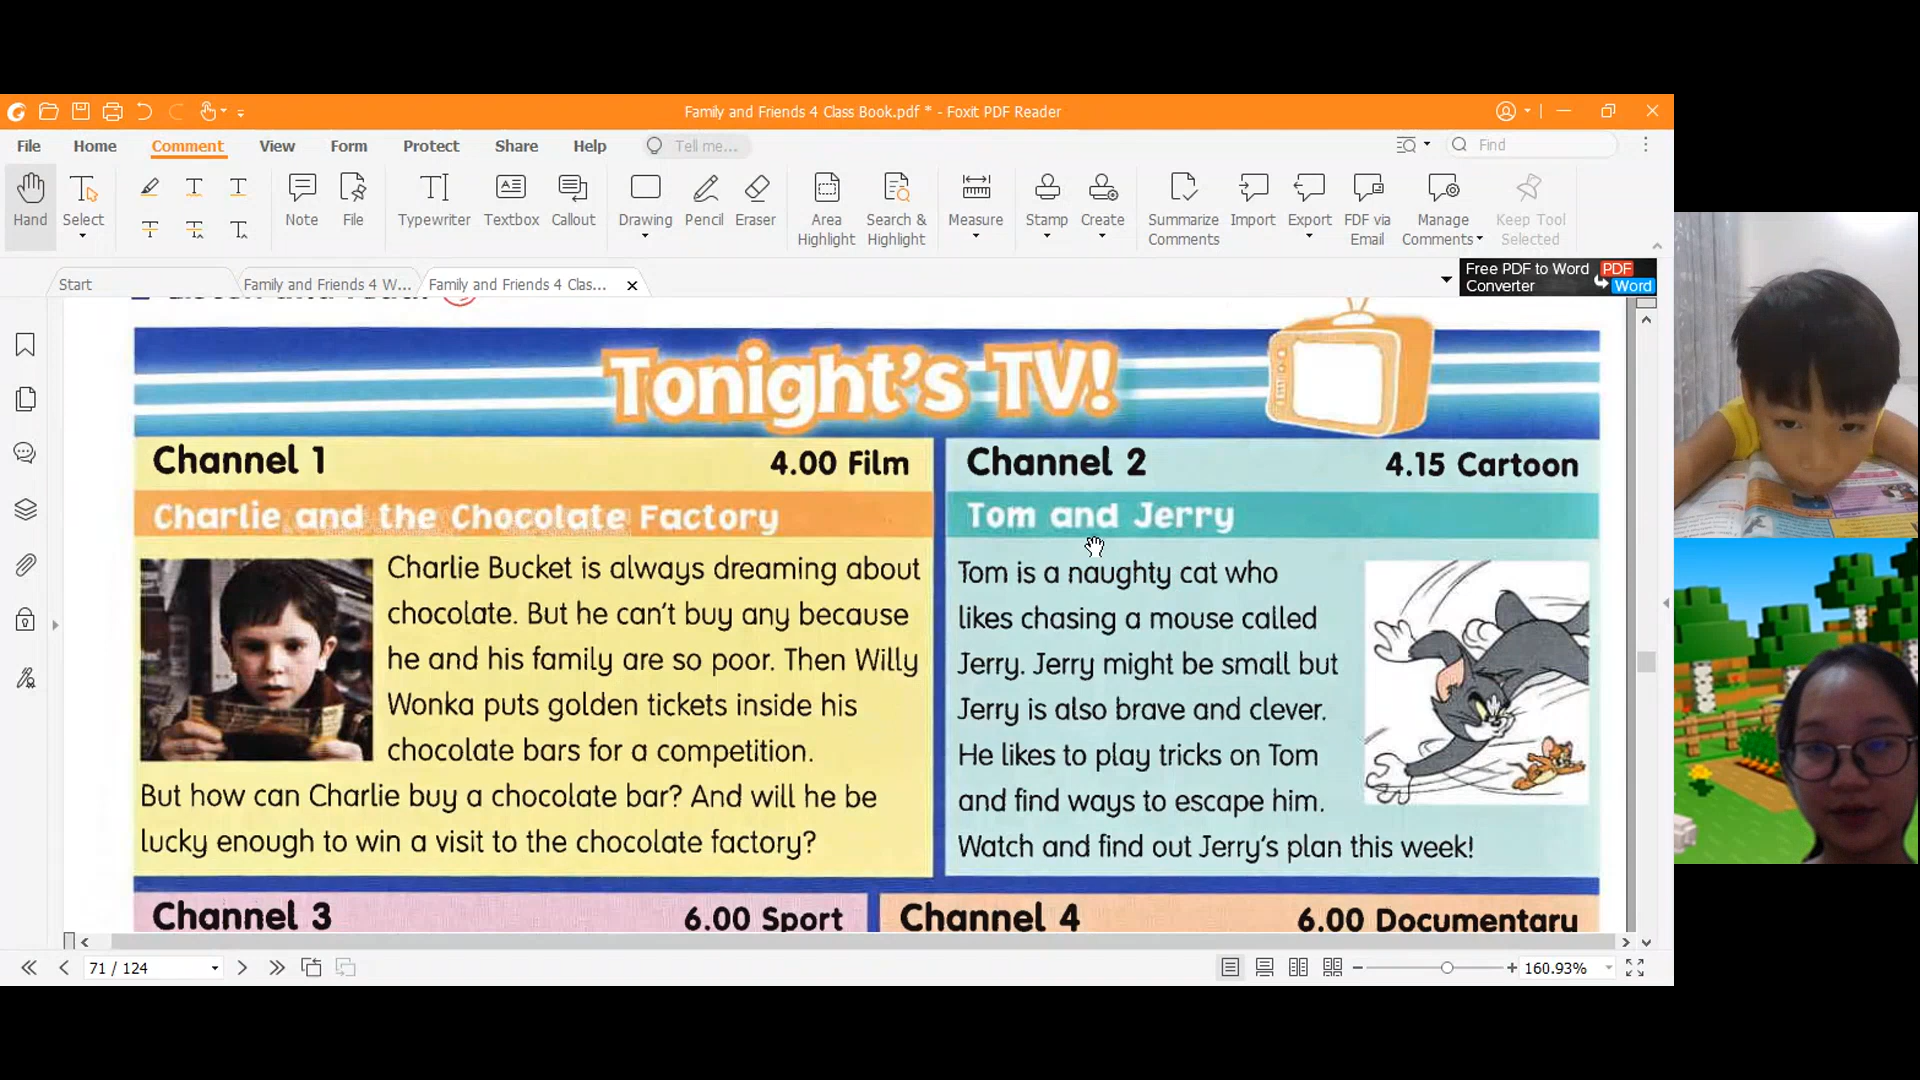 Family and Friends 4 Class Book.pdf * - Foxit PDF Reader
File Home Comment View Form Protect Share Help Tell me... Find
Hand Select Note File Typewriter Textbox Callout Drawing Pencil Eraser Area Highlight Search & Highlight Measure Stamp Create Summarize Comments Import Export FDF via Email Manage Comments Keep Tool Selected
Start Family and Friends 4 W... Family and Friends 4 Clas...
Free PDF to Word Converter PDF Word
Tonight's TV!
Channel 1 4.00 Film
Charlie and the Chocolate Factory
Charlie Bucket is always dreaming about
chocolate. But he can't buy any because
he and his family are so poor. Then Willy
Wonka puts golden tickets inside his
chocolate bars for a competition.
But how can Charlie buy a chocolate bar? And will he be
lucky enough to win a visit to the chocolate factory?
Channel 2 4.15 Cartoon
Tom and Jerry
Tom is a naughty cat who
likes chasing a mouse called
Jerry. Jerry might be small but
Jerry is also brave and clever.
He likes to play tricks on Tom
and find ways to escape him.
Watch and find out Jerry's plan this week!
Channel 3 6.00 Sport
Channel 4 6.00 Documentary
71 / 124
160.93%